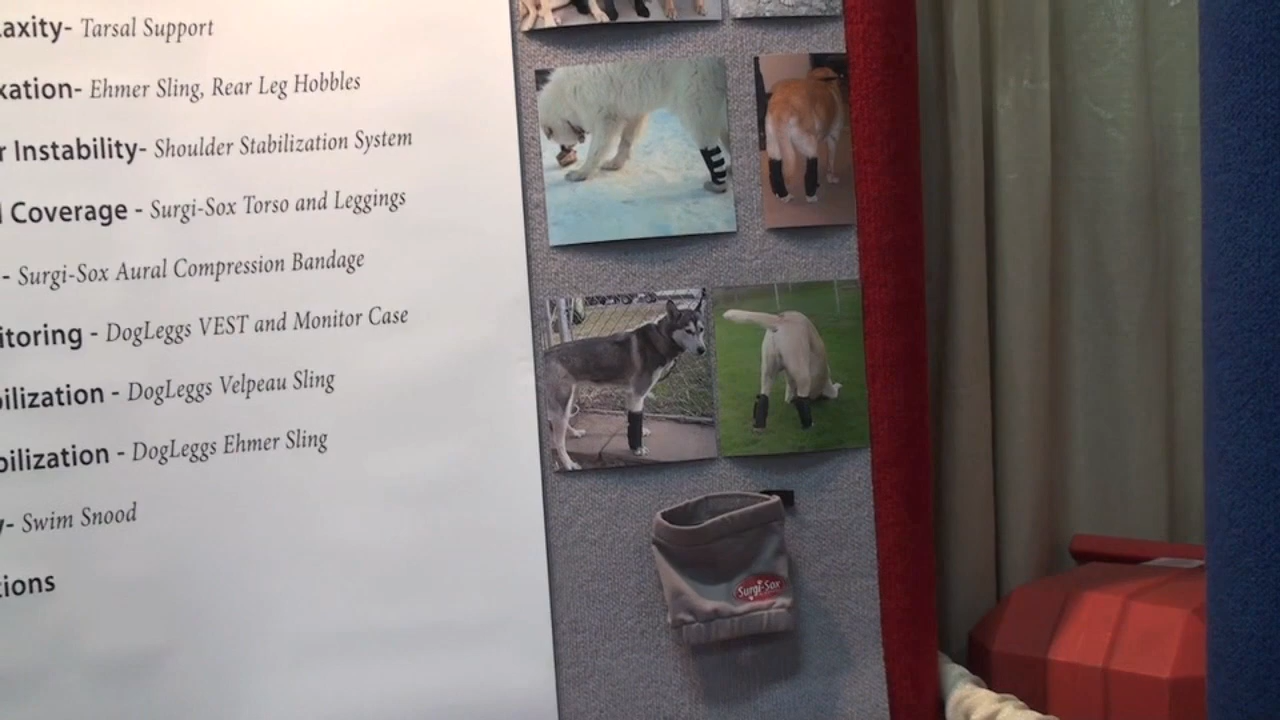 axity- Tarsal Support
xation- Ehmer Sling, Rear Leg Hobbles
r Instability- Shoulder Stabilization System
l Coverage - Surgi-Sox Torso and Leggings
- Surgi-Sox Aural Compression Bandage
itoring - DogLeggs VEST and Monitor Case
ilization - DogLeggs Velpeau Sling
bilization - DogLeggs Ehmer Sling
y- Swim Snood
tions
Surgi-Sox